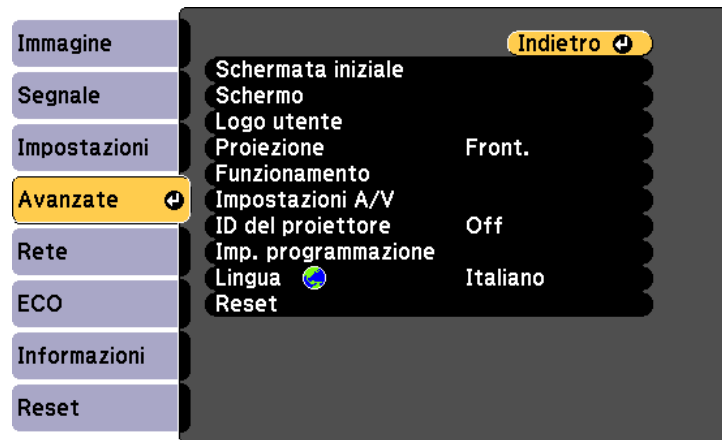 Immagine
Segnale
Impostazioni
Avanzate
Rete
ECO
Informazioni
Reset
Indietro
Schermata iniziale
Schermo
Logo utente
Proiezione Front.
Funzionamento
Impostazioni A/V
ID del proiettore Off
Imp. programmazione
Lingua Italiano
Reset